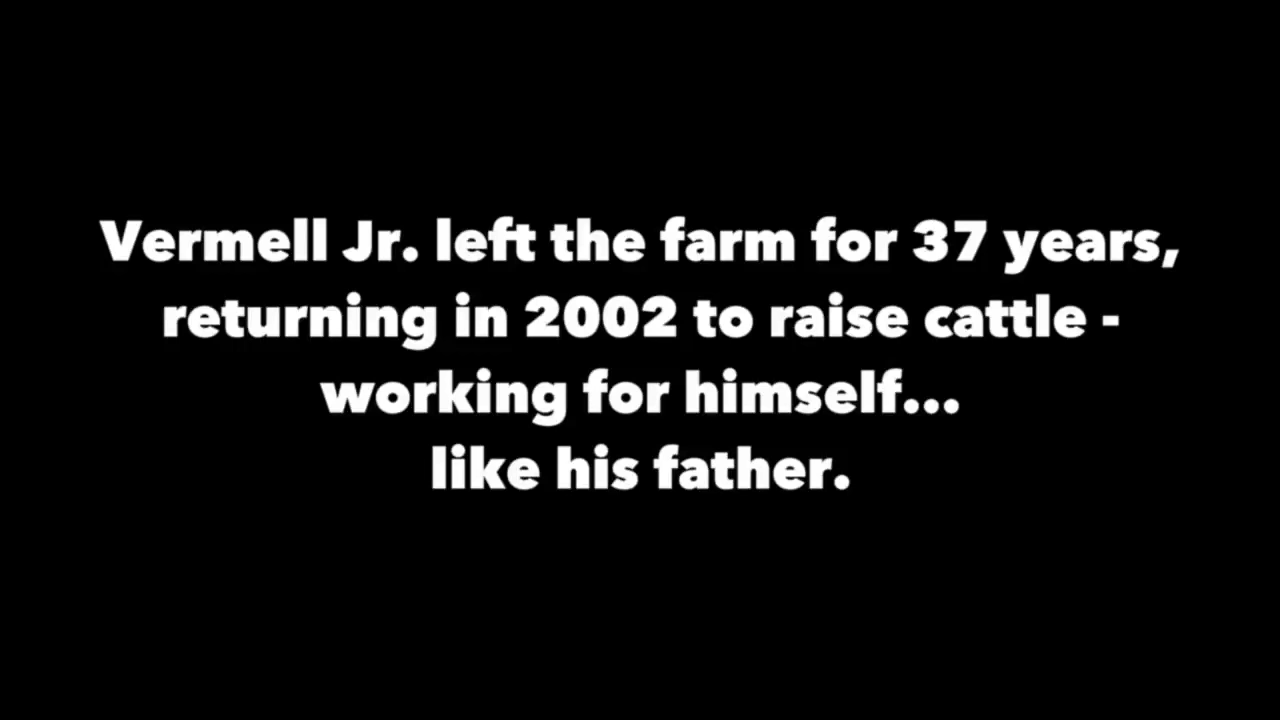 Vermell Jr. left the farm for 37 years,
returning in 2002 to raise cattle -
working for himself...
like his father.